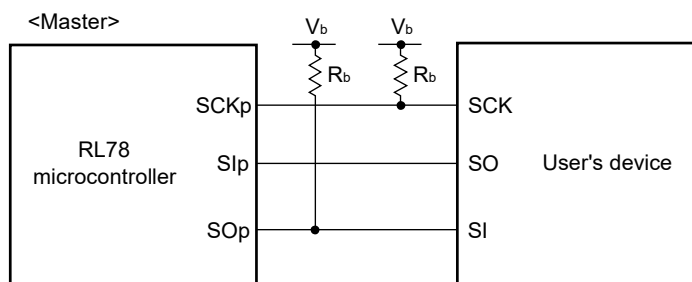 <Master>
Vb Vb
Rb Rb
SCKp SCK
RL78
microcontroller
SIp SO
User's device
SOp SI